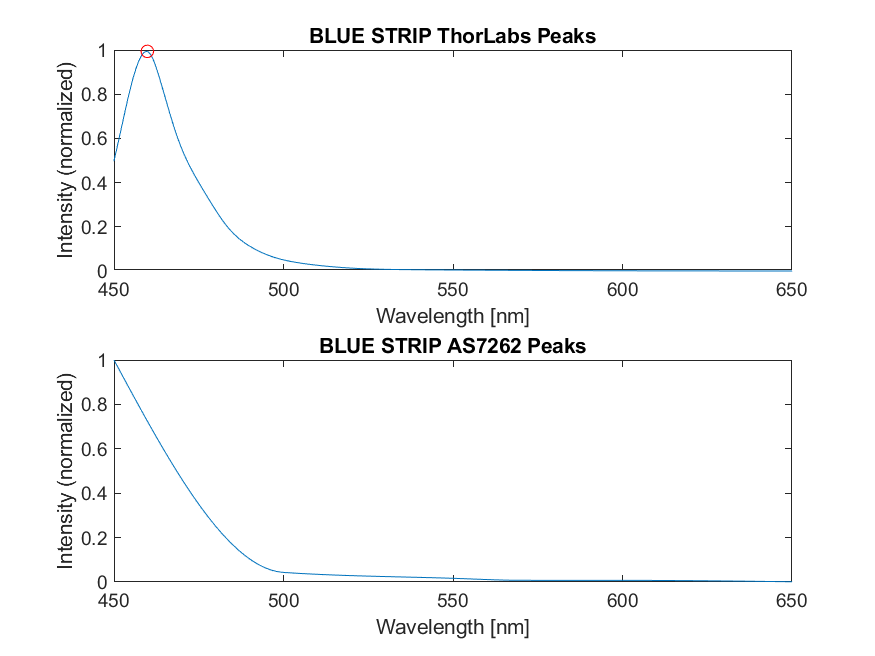 BLUE STRIP ThorLabs Peaks
1
0.8
0.6
0.4
0.2
0
Intensity (normalized)
450 500 550 600 650
Wavelength [nm]
BLUE STRIP AS7262 Peaks
1
0.8
0.6
0.4
0.2
0
Intensity (normalized)
450 500 550 600 650
Wavelength [nm]